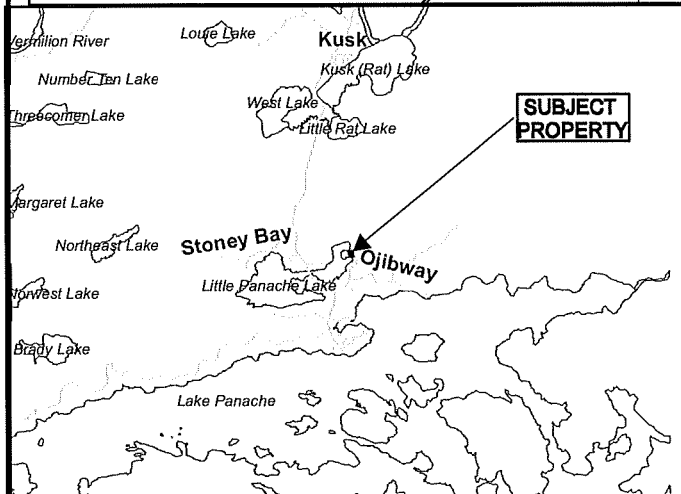 Vermilion River
Louie Lake
Kusk
Kusk (Rat) Lake
Number Ten Lake
West Lake
Threecorner Lake
Little Rat Lake
SUBJECT
PROPERTY
Margaret Lake
Northeast Lake
Stoney Bay
Ojibway
Little Panache Lake
Norwest Lake
Brady Lake
Lake Panache